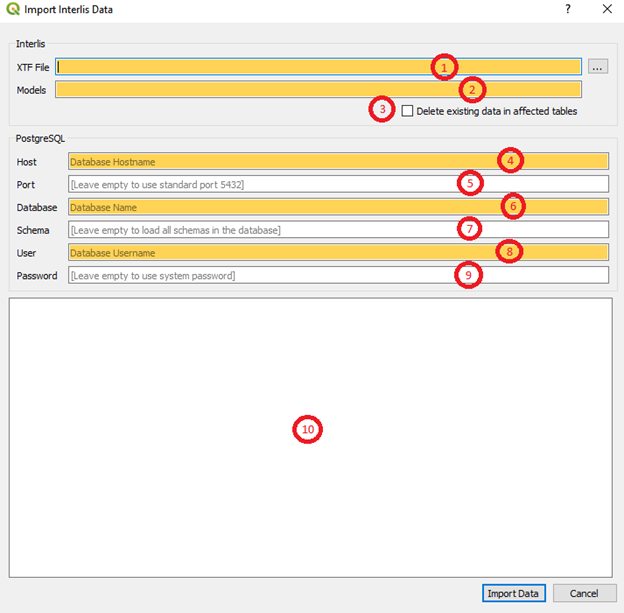 Import Interlis Data ? ×
Interlis
XTF File 1 ...
Models 2
3 Delete existing data in affected tables
PostgreSQL
Host Database Hostname 4
Port [Leave empty to use standard port 5432] 5
Database Database Name 6
Schema [Leave empty to load all schemas in the database] 7
User Database Username 8
Password [Leave empty to use system password] 9
10
Import Data Cancel